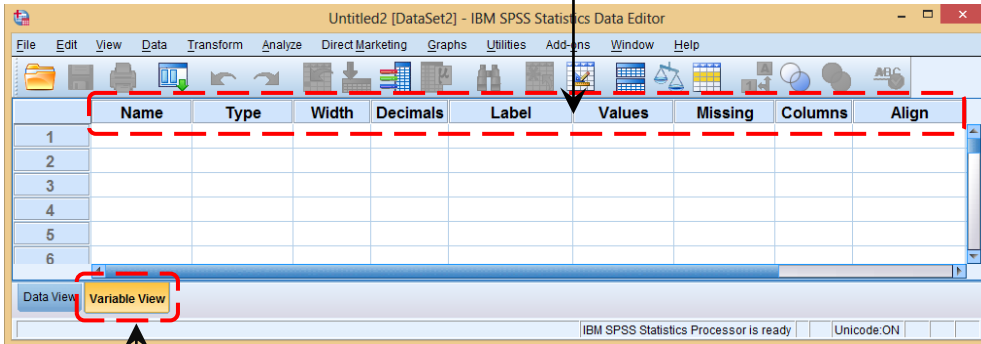 Untitled2 [DataSet2] - IBM SPSS Statistics Data Editor
File Edit View Data Transform Analyze Direct Marketing Graphs Utilities Add-ons Window Help
Name Type Width Decimals Label Values Missing Columns Align
1
2
3
4
5
6
Data View Variable View
IBM SPSS Statistics Processor is ready Unicode:ON